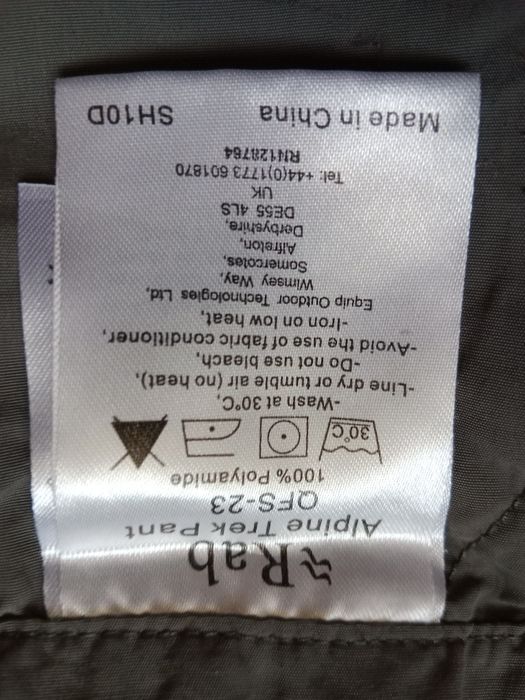 Rab
Alpine Trek Pant
QFS-23
100% Polyamide
30°C
-Wash at 30°C,
-Line dry or tumble air (no heat),
-Do not use bleach,
-Avoid the use of fabric conditioner,
-Iron on low heat,
Equip Outdoor Technologies Ltd,
Wimsey Way,
Somercotes,
Alfreton,
Derbyshire,
DE55 4LS
UK
Tel: +44(0)1773 601870
RN128764
Made in China SH10D